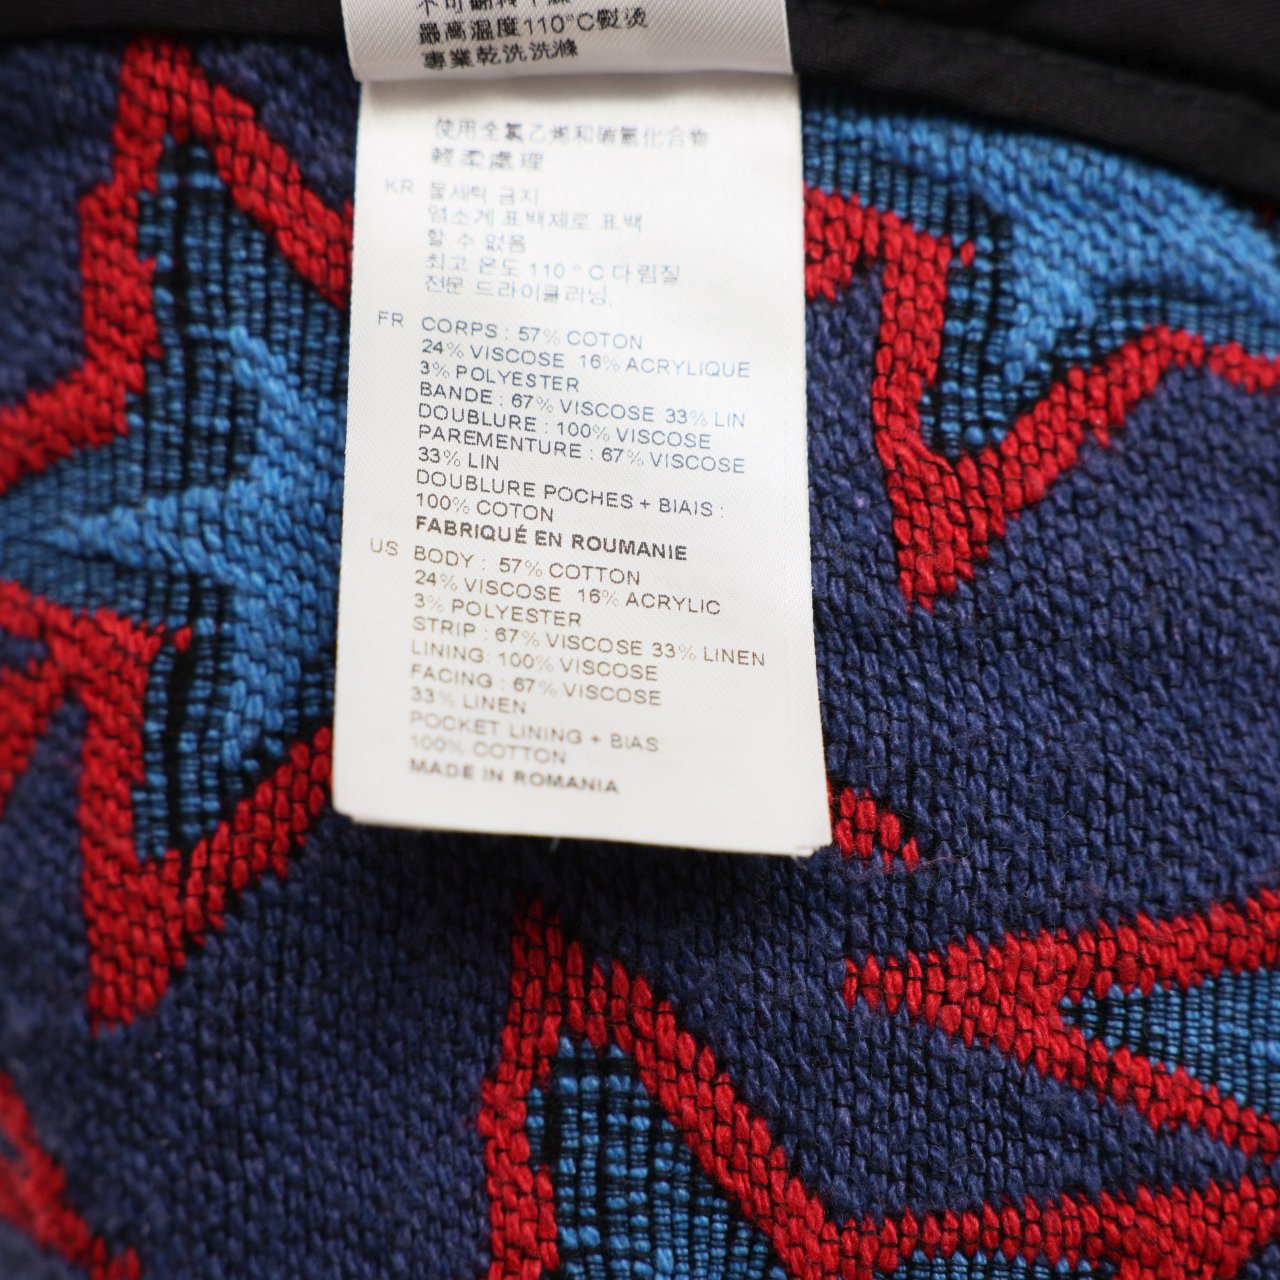 不可翻轉乾燥
最高溫度110°C熨燙
專業乾洗洗滌
使用全氯乙烯和碳氫化合物
輕柔處理
KR 물세탁 금지
염소계 표백제로 표백
할 수 없음
최고 온도 110°C 다림질
전문 드라이클리닝.
FR CORPS : 57% COTON
24% VISCOSE 16% ACRYLIQUE
3% POLYESTER
BANDE : 67% VISCOSE 33% LIN
DOUBLURE : 100% VISCOSE
PAREMENTURE : 67% VISCOSE
33% LIN
DOUBLURE POCHES + BIAIS :
100% COTON
FABRIQUÉ EN ROUMANIE
US BODY : 57% COTTON
24% VISCOSE 16% ACRYLIC
3% POLYESTER
STRIP : 67% VISCOSE 33% LINEN
LINING: 100% VISCOSE
FACING : 67% VISCOSE
33% LINEN
POCKET LINING + BIAS:
100% COTTON
MADE IN ROMANIA